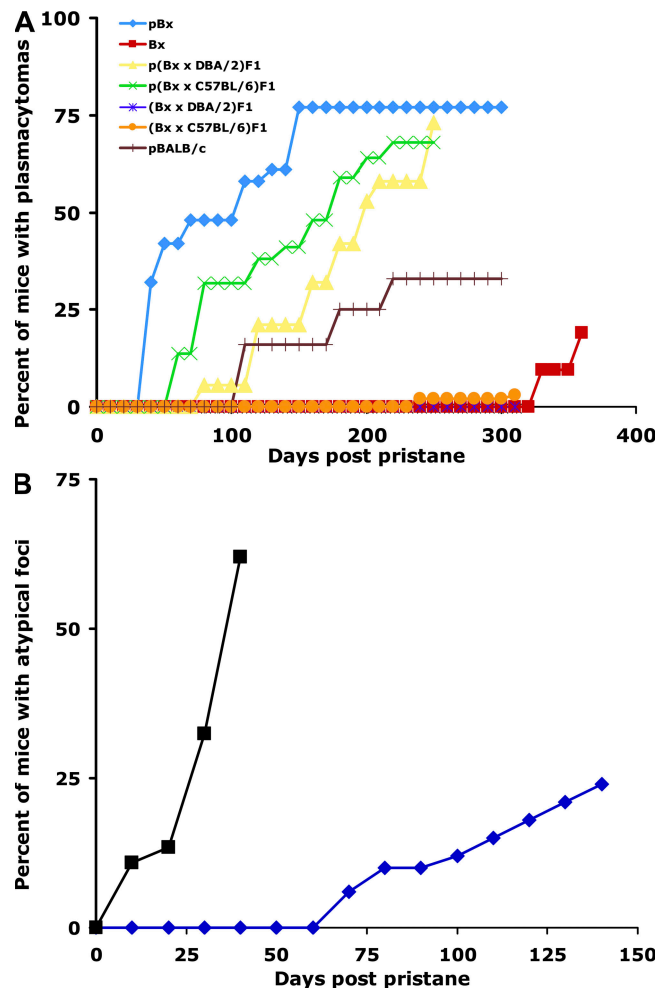 A
100
75
50
25
0
Percent of mice with plasmacytomas
pBx
Bx
p(Bx x DBA/2)F1
p(Bx x C57BL/6)F1
(Bx x DBA/2)F1
(Bx x C57BL/6)F1
pBALB/c
0 100 200 300 400
Days post pristane
B
75
50
25
0
Percent of mice with atypical foci
0 25 50 75 100 125 150
Days post pristane